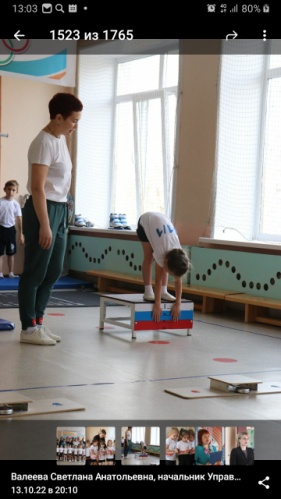 13:03
80%
1523 из 1765
Валеева Светлана Анатольевна, начальник Управ...
13.10.22 в 20:10